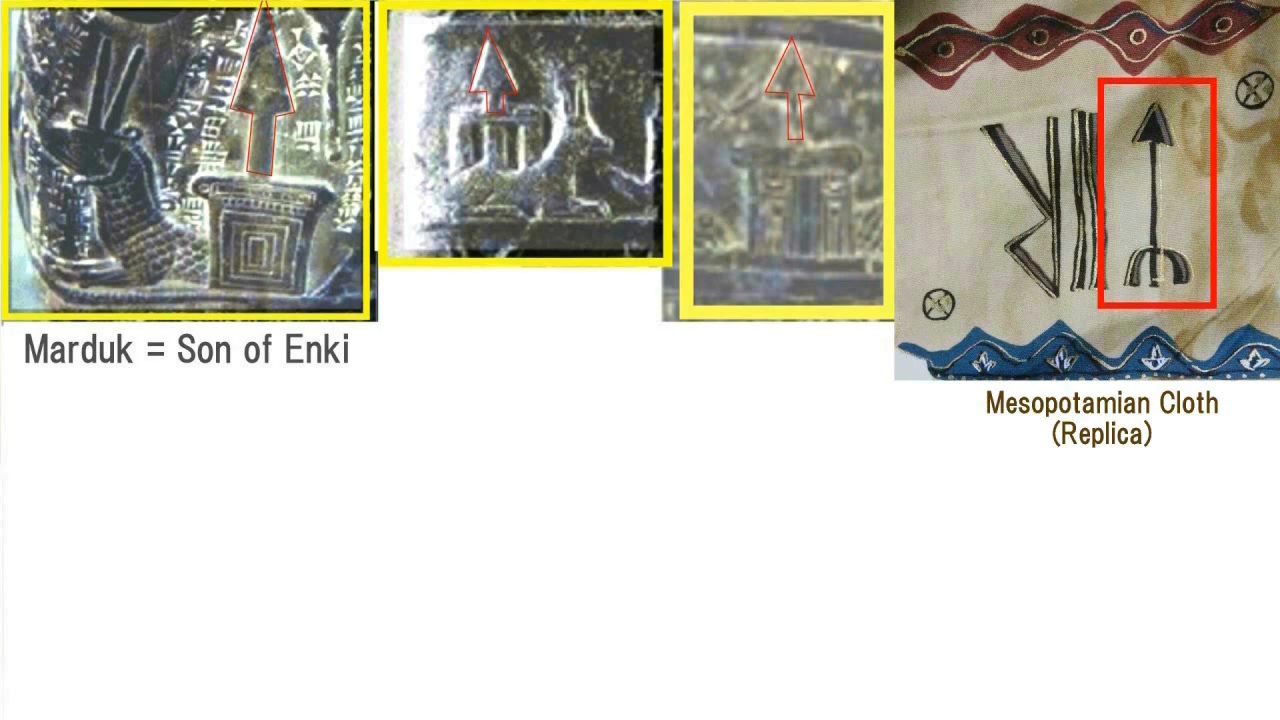 Marduk = Son of Enki
Mesopotamian Cloth
(Replica)